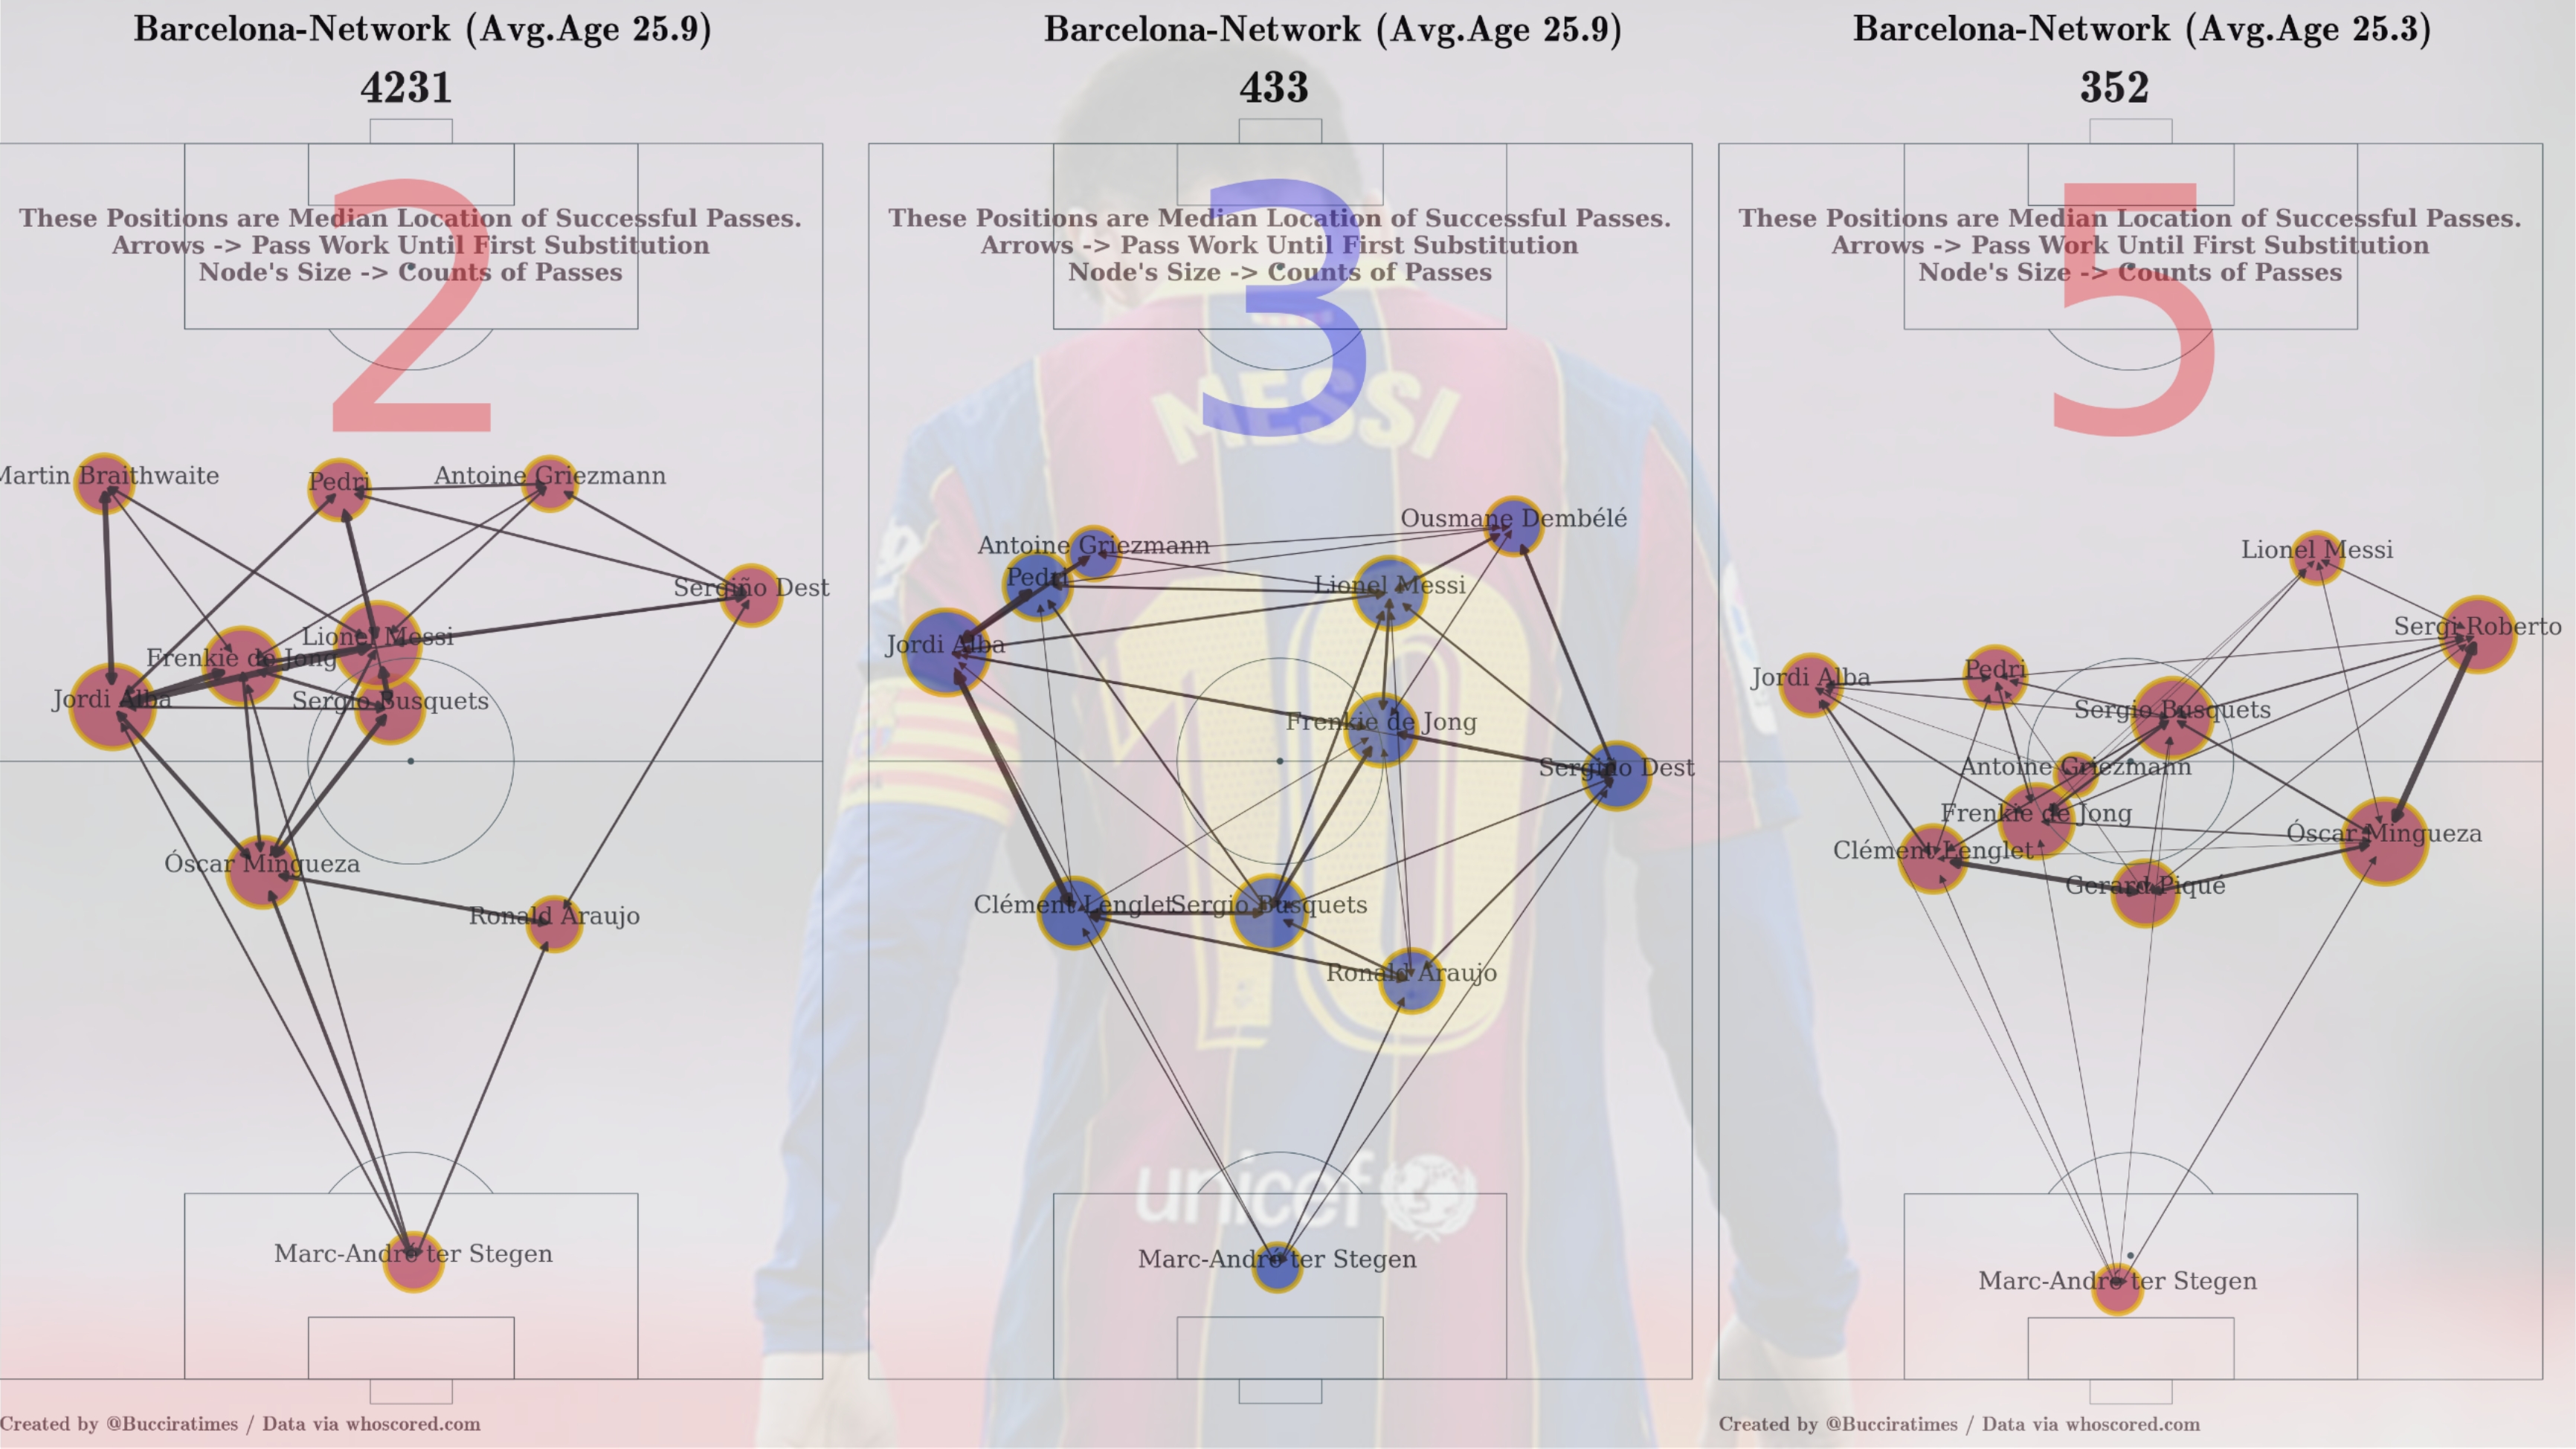 Barcelona-Network (Avg.Age 25.9)
4231
2
These Positions are Median Location of Successful Passes.
Arrows -> Pass Work Until First Substitution
Node's Size -> Counts of Passes
Martin Braithwaite
Pedri
Antoine Griezmann
Sergiño Dest
Lionel Messi
Frenkie de Jong
Jordi Alba
Sergio Busquets
Óscar Mingueza
Ronald Araujo
Marc-André ter Stegen
Created by @Bucciratimes / Data via whoscored.com
Barcelona-Network (Avg.Age 25.9)
433
3
These Positions are Median Location of Successful Passes.
Arrows -> Pass Work Until First Substitution
Node's Size -> Counts of Passes
MESSI
10
Ousmane Dembélé
Antoine Griezmann
Pedri
Lionel Messi
Jordi Alba
Frenkie de Jong
Sergiño Dest
Clément Lenglet
Sergio Busquets
Ronald Araujo
unicef
Marc-André ter Stegen
Barcelona-Network (Avg.Age 25.3)
352
5
These Positions are Median Location of Successful Passes.
Arrows -> Pass Work Until First Substitution
Node's Size -> Counts of Passes
Lionel Messi
Sergi Roberto
Jordi Alba
Pedri
Sergio Busquets
Antoine Griezmann
Frenkie de Jong
Óscar Mingueza
Clément Lenglet
Gerard Piqué
Marc-André ter Stegen
Created by @Bucciratimes / Data via whoscored.com